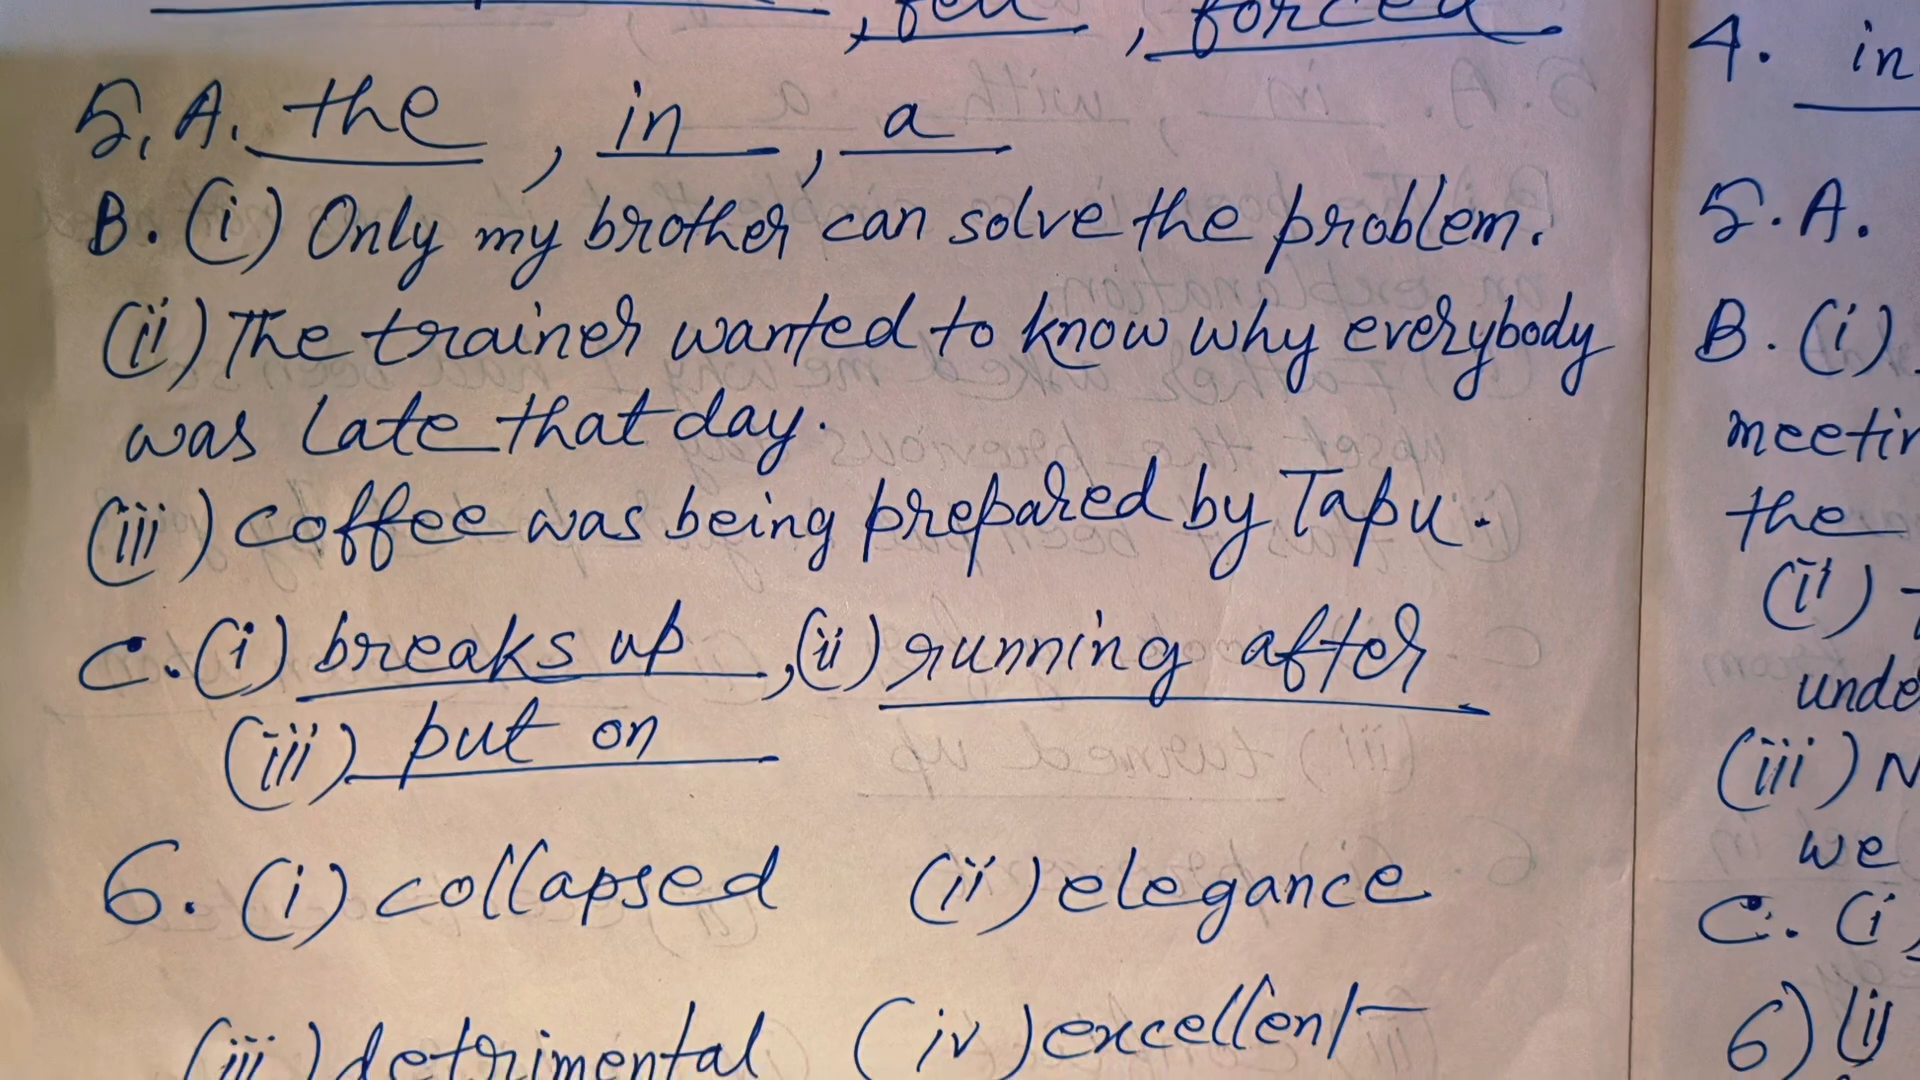 , fell , forced
5. A. the , in , a
B. (i) Only my brother can solve the problem.
(ii) The trainer wanted to know why everybody
was late that day.
(iii) coffee was being prepared by Tapu.
C. (i) breaks up , (ii) running after
(iii) put on
6. (i) collapsed (ii) elegance
(iii) detrimental (iv) excellent
4. in
5. A.
B. (i)
meetin
the
(ii)
unde
(iii) N
we
C. (i)
6) (i)